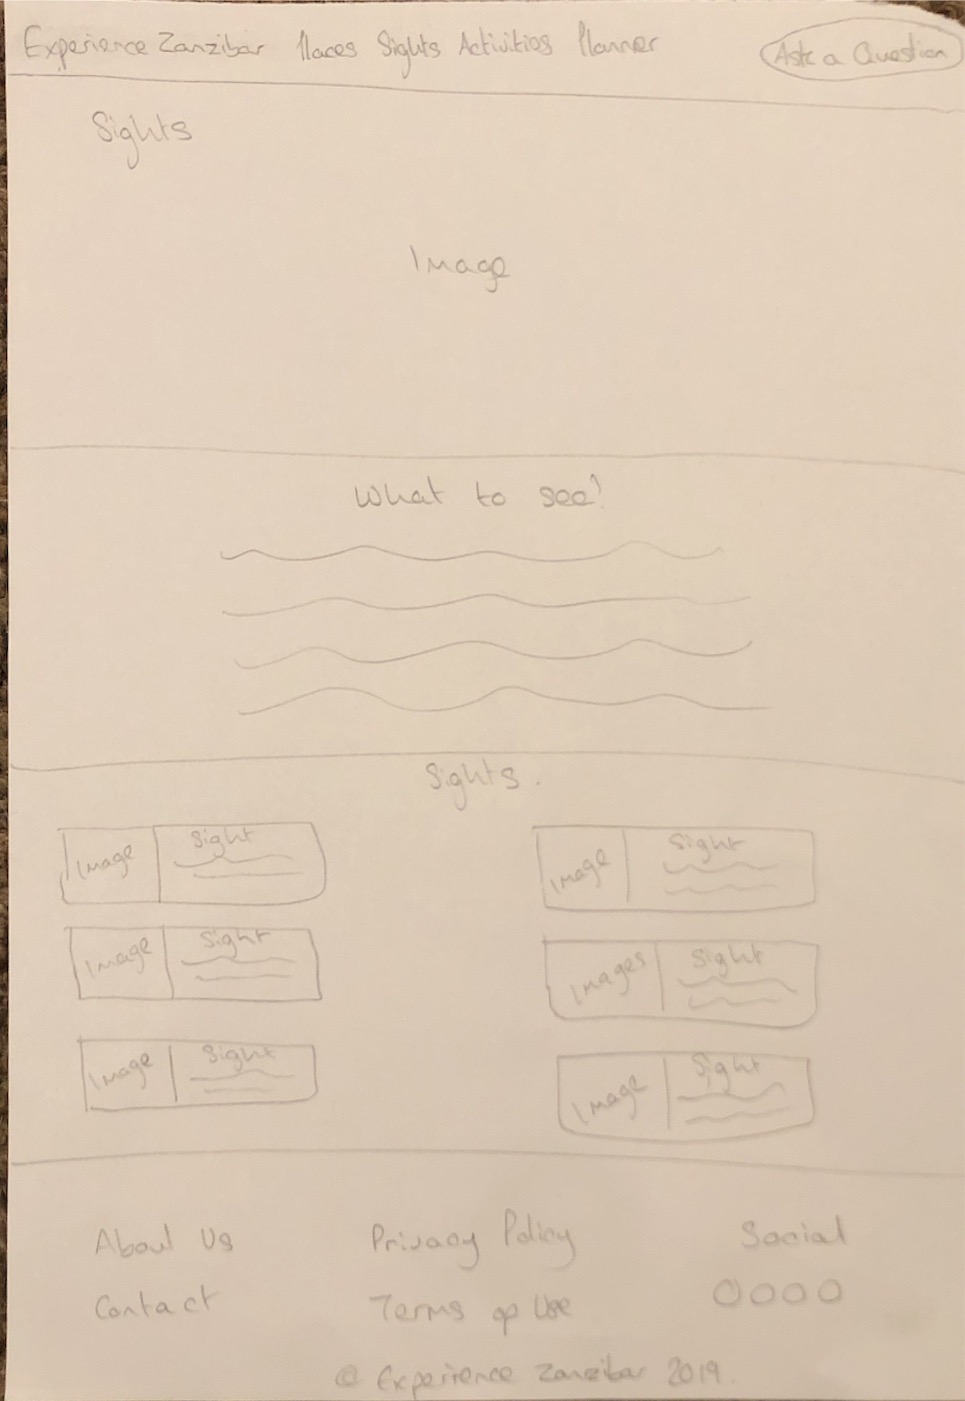 Experience Zanzibar Places Sights Activities Planner Ask a Question
Sights
Image
What to see!
Sights.
Image Sight
Image Sight
Image Sight
Images Sight
Image Sight
Image Sight
About Us Privacy Policy Social
Contact Terms of Use
© Experience Zanzibar 2019.